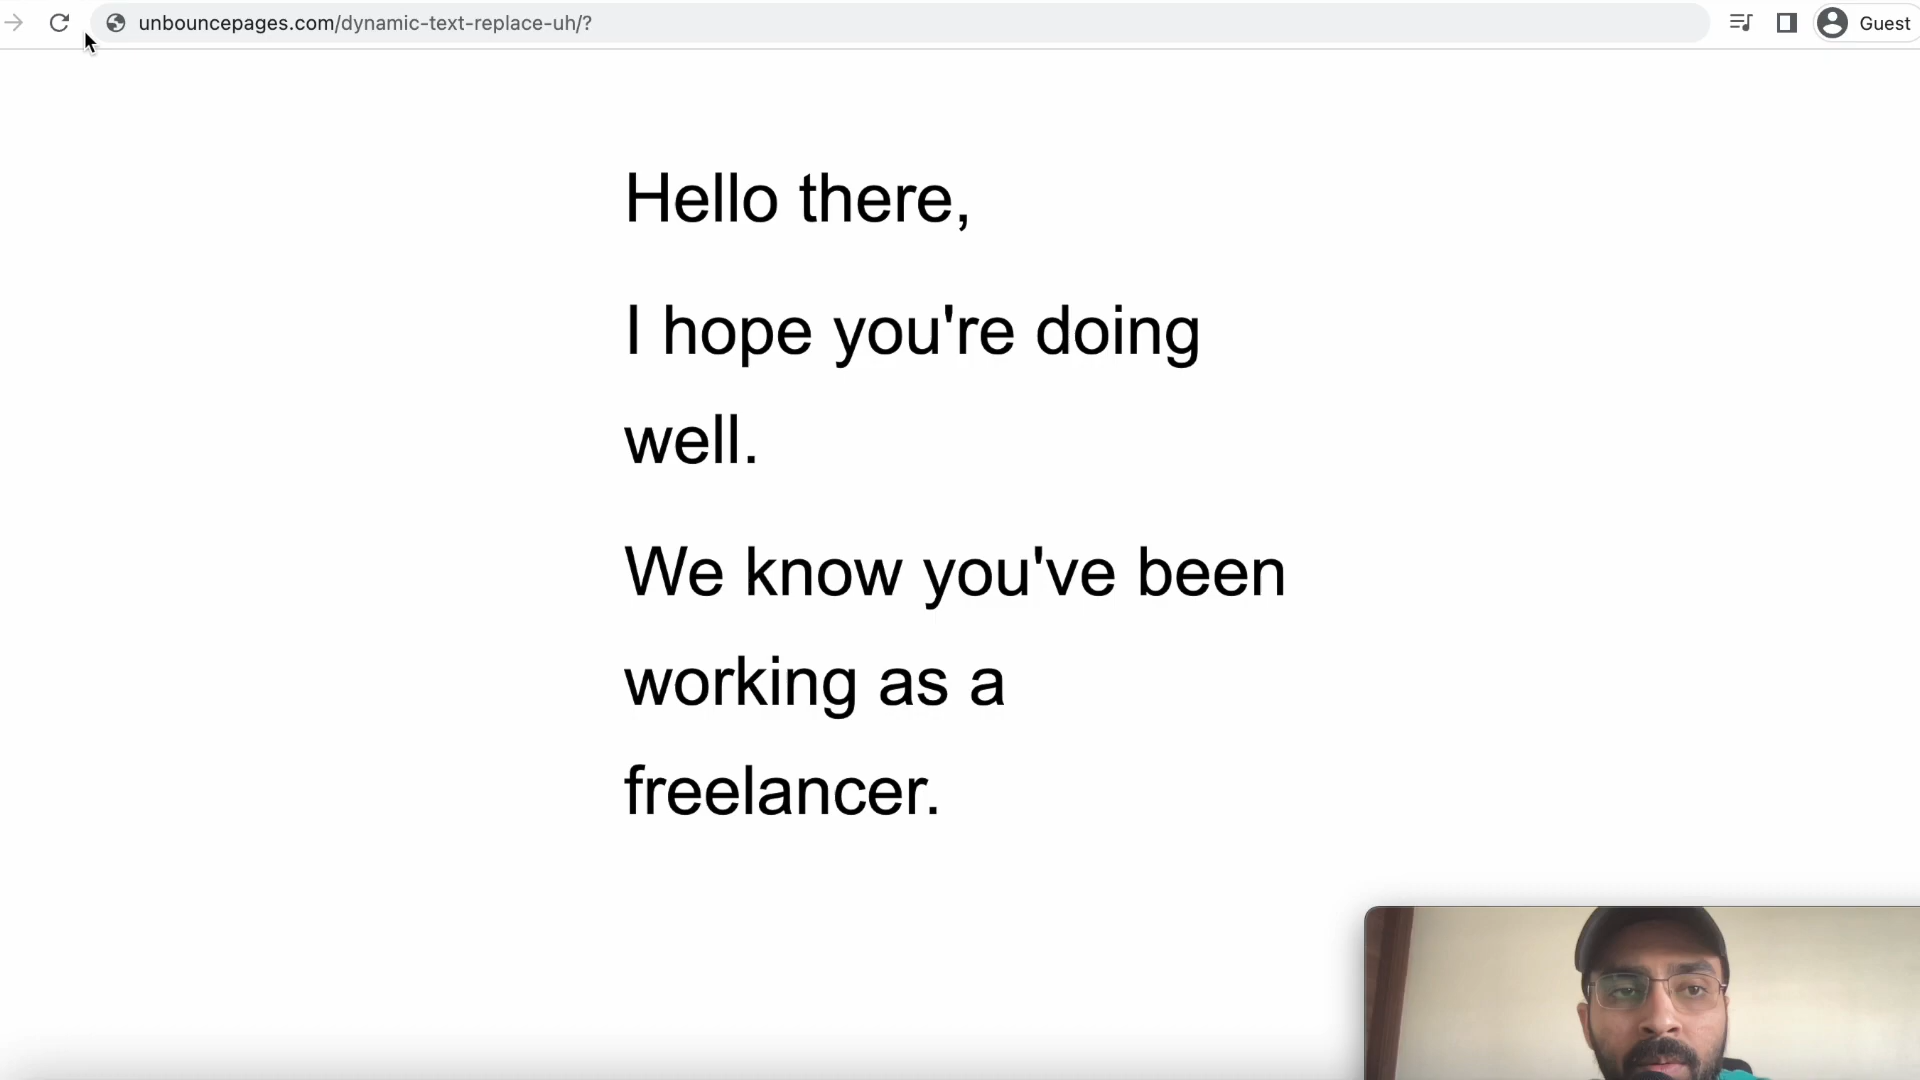 unbouncepages.com/dynamic-text-replace-uh/?
Guest
Hello there,
I hope you're doing
well.
We know you've been
working as a
freelancer.